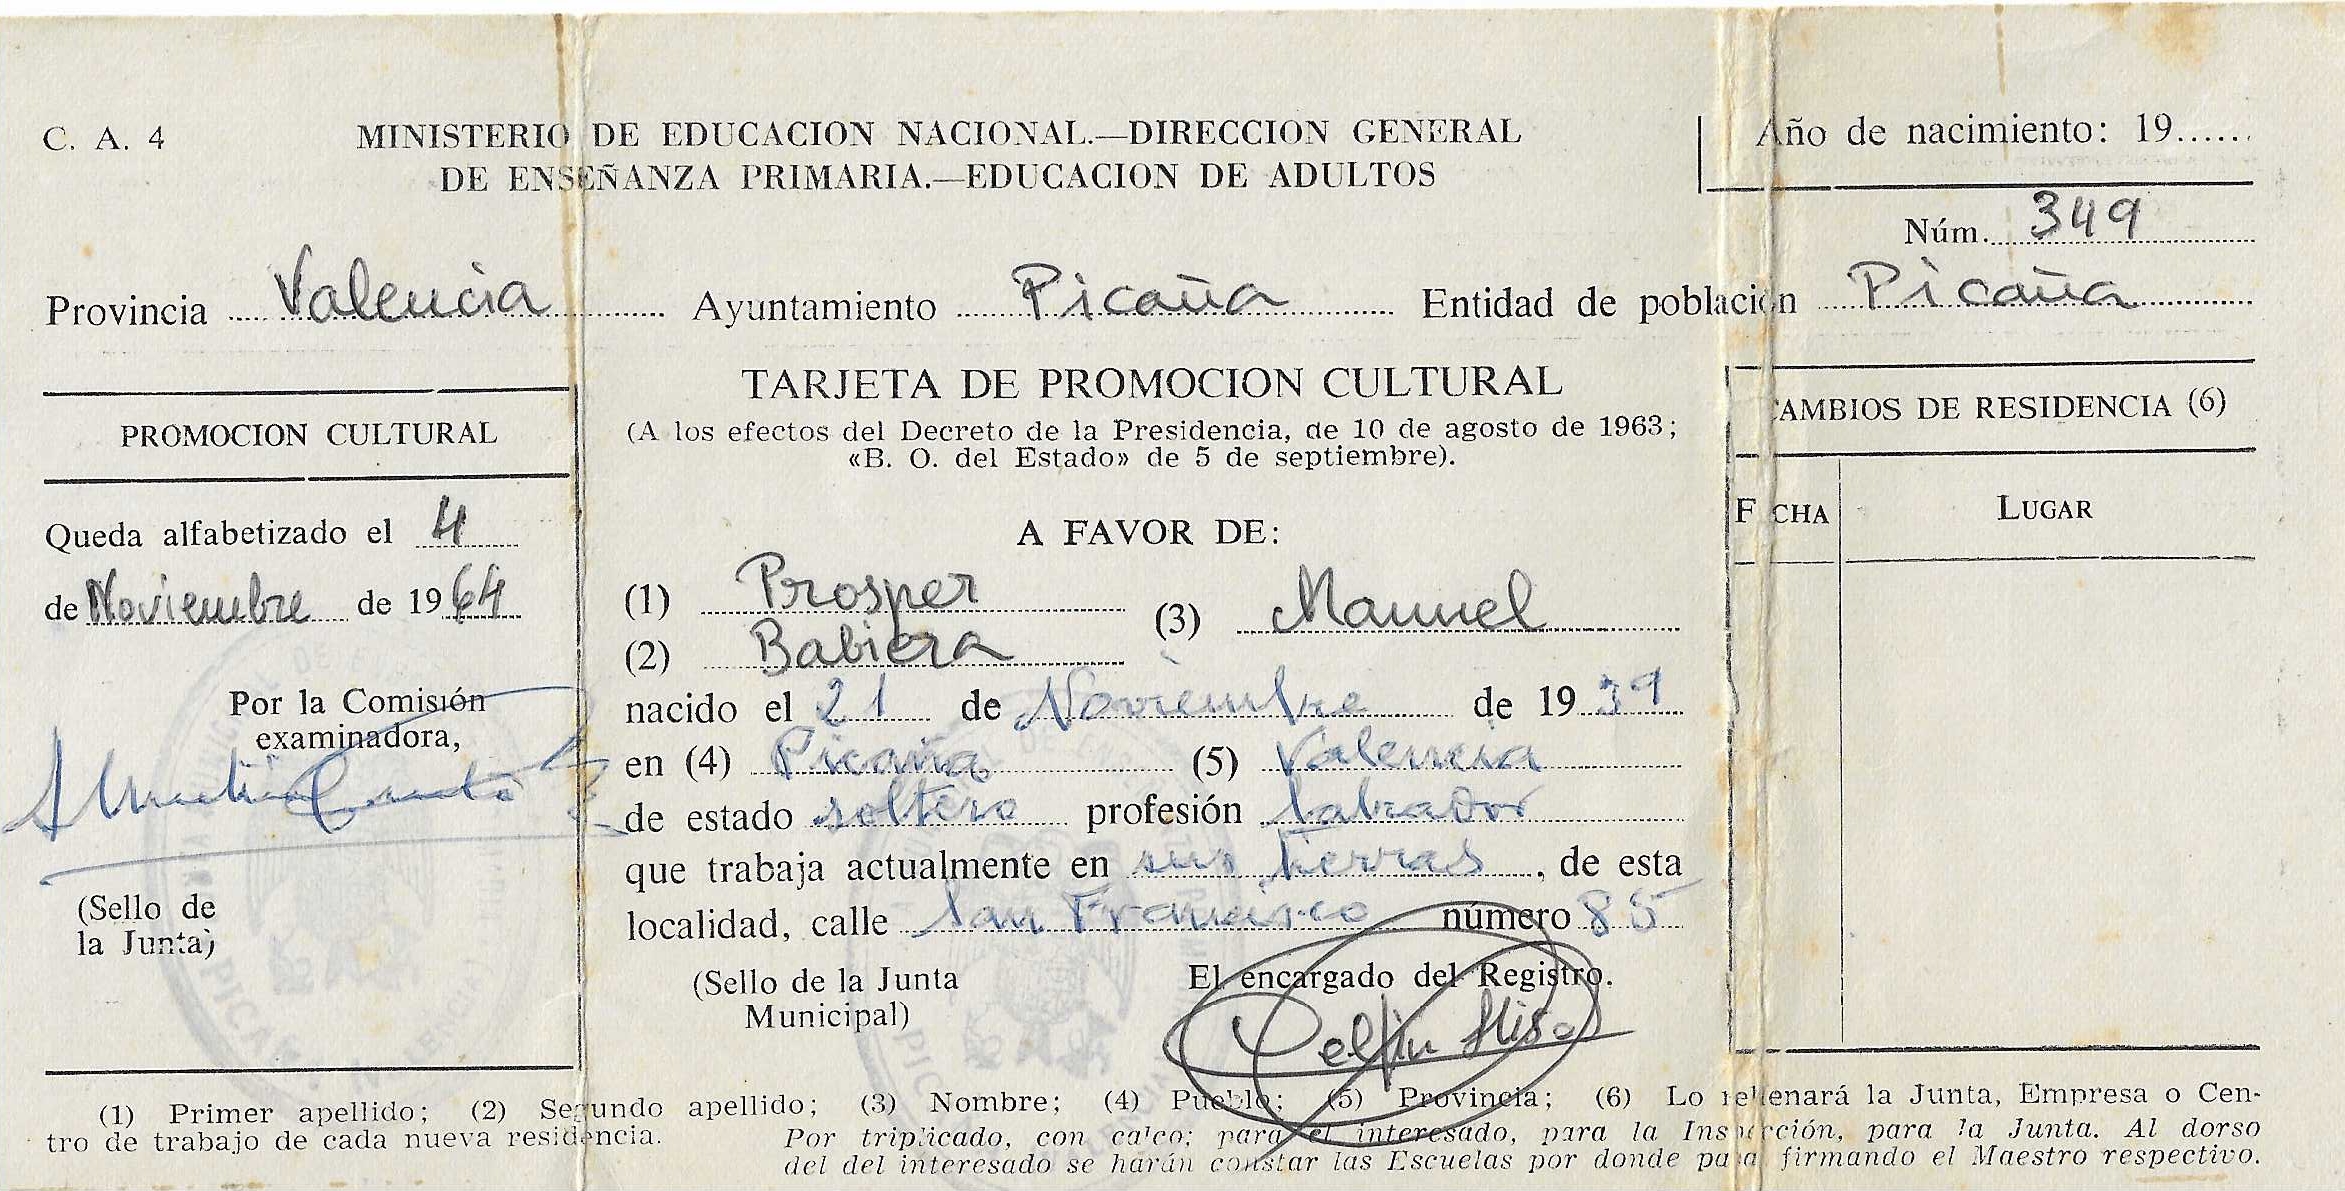 C. A. 4
MINISTERIO DE EDUCACION NACIONAL.—DIRECCION GENERAL
DE ENSEÑANZA PRIMARIA.—EDUCACION DE ADULTOS
Año de nacimiento: 19......
Núm. 349
Provincia Valencia Ayuntamiento Picaña Entidad de población Picaña
PROMOCION CULTURAL
Queda alfabetizado el 4
de Noviembre de 1964
Por la Comisión
examinadora,
(Sello de
la Junta)
TARJETA DE PROMOCION CULTURAL
(A los efectos del Decreto de la Presidencia, de 10 de agosto de 1963;
«B. O. del Estado» de 5 de septiembre).
A FAVOR DE:
(1) Prosper (3) Manuel
(2) Babiera
nacido el 21 de Noviembre de 1939
en (4) Picaña (5) Valencia
de estado soltero profesión labrador
que trabaja actualmente en sus tierras, de esta
localidad, calle San Francisco número 85
(Sello de la Junta
Municipal)
El encargado del Registro.
Delfin
CAMBIOS DE RESIDENCIA (6)
FECHA LUGAR
(1) Primer apellido; (2) Segundo apellido; (3) Nombre; (4) Pueblo; (5) Provincia; (6) Lo rellenará la Junta, Empresa o Cen-
tro de trabajo de cada nueva residencia. Por triplicado, con calco; para el interesado, para la Inspección, para la Junta. Al dorso
del del interesado se harán constar las Escuelas por donde pasa firmando el Maestro respectivo.